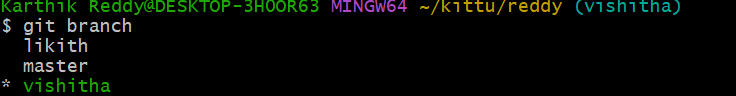 Karthik Reddy@DESKTOP-3HOOR63 MINGW64 ~/kittu/reddy (vishitha)
$ git branch
  likith
  master
* vishitha